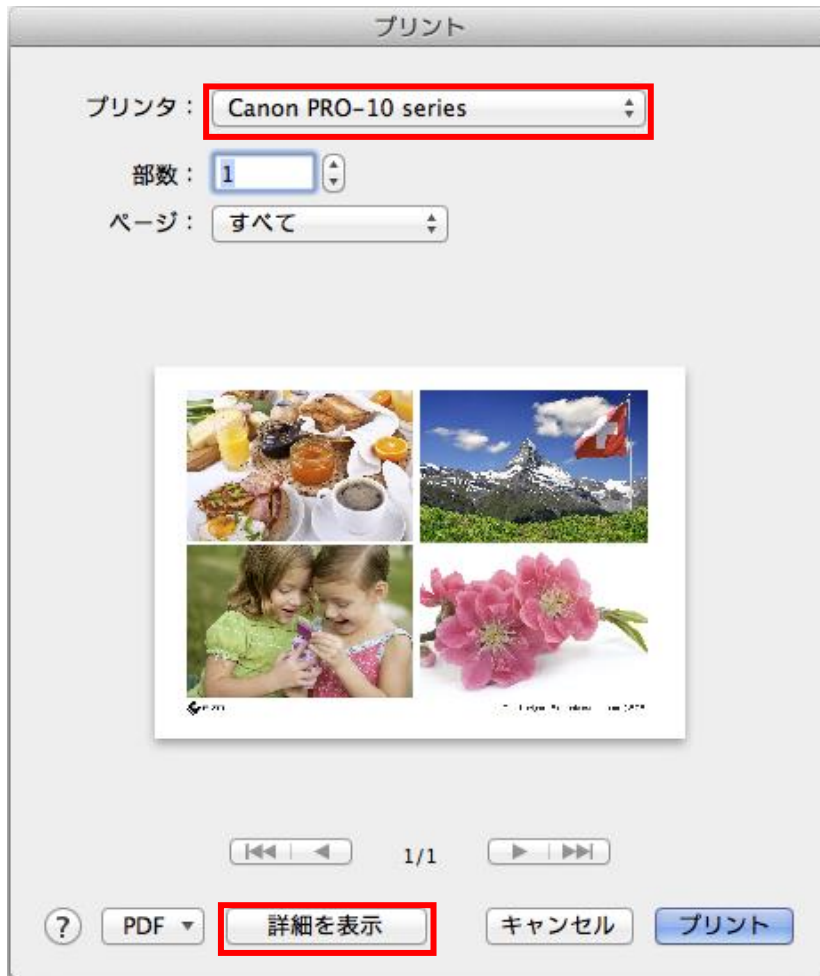 プリント
プリンタ： Canon PRO-10 series
部数： 1
ページ： すべて
1/1
? PDF 詳細を表示 キャンセル プリント